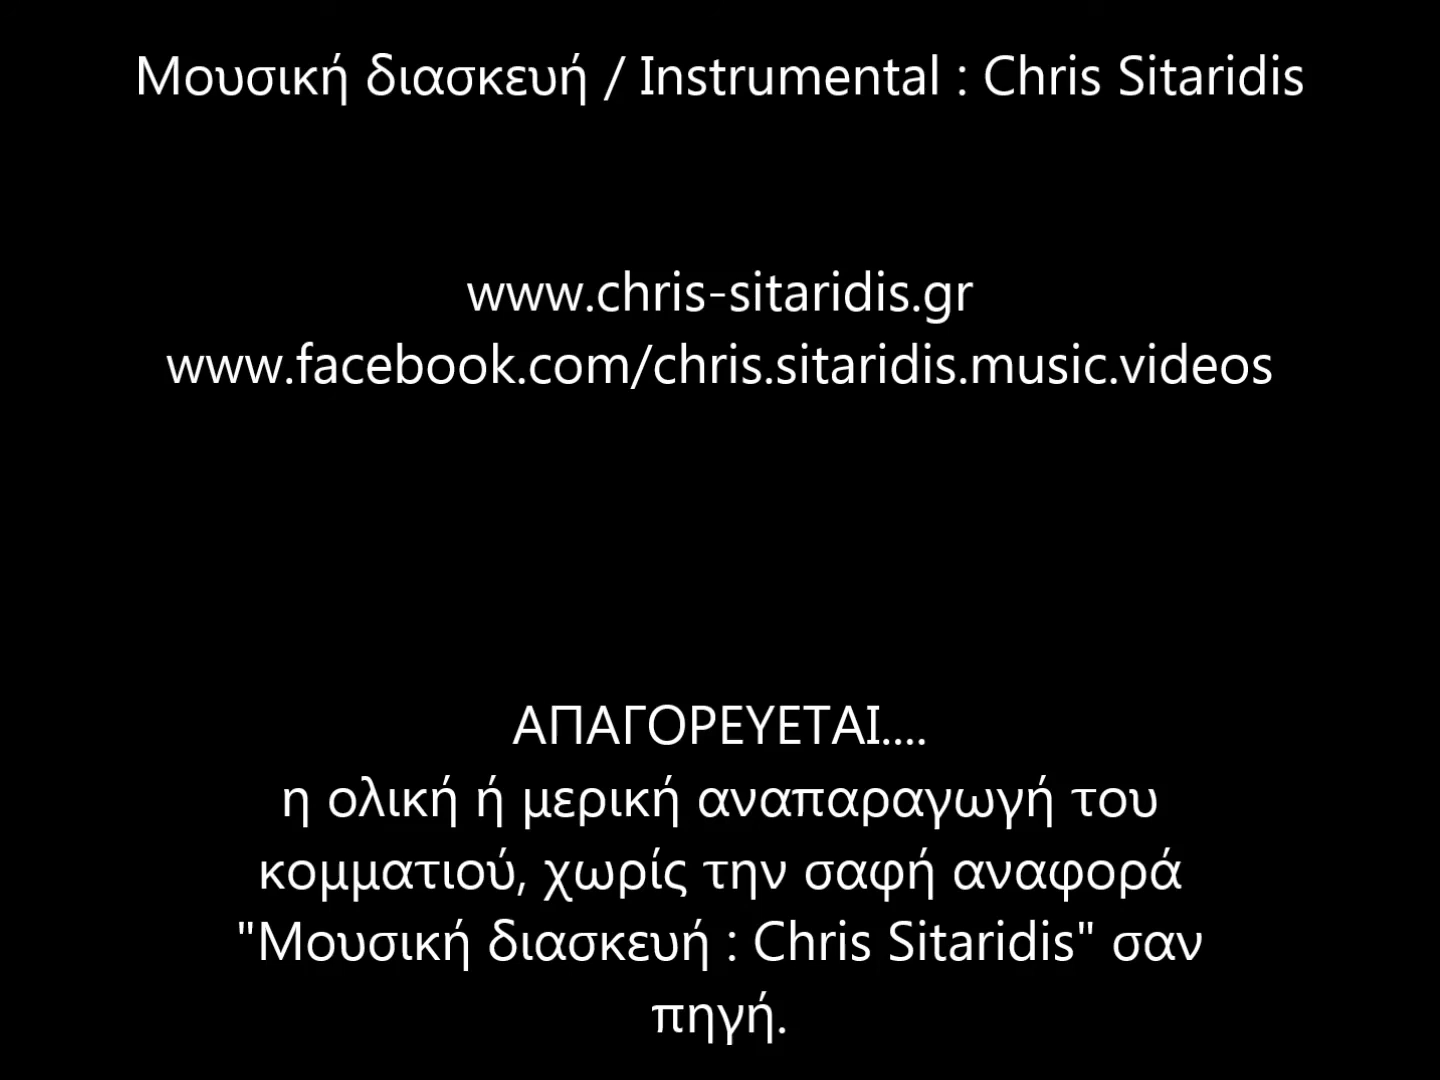 Μουσική διασκευή / Instrumental : Chris Sitaridis
www.chris-sitaridis.gr
www.facebook.com/chris.sitaridis.music.videos
ΑΠΑΓΟΡΕΥΕΤΑΙ....
η ολική ή μερική αναπαραγωγή του
κομματιού, χωρίς την σαφή αναφορά
"Μουσική διασκευή : Chris Sitaridis" σαν
πηγή.